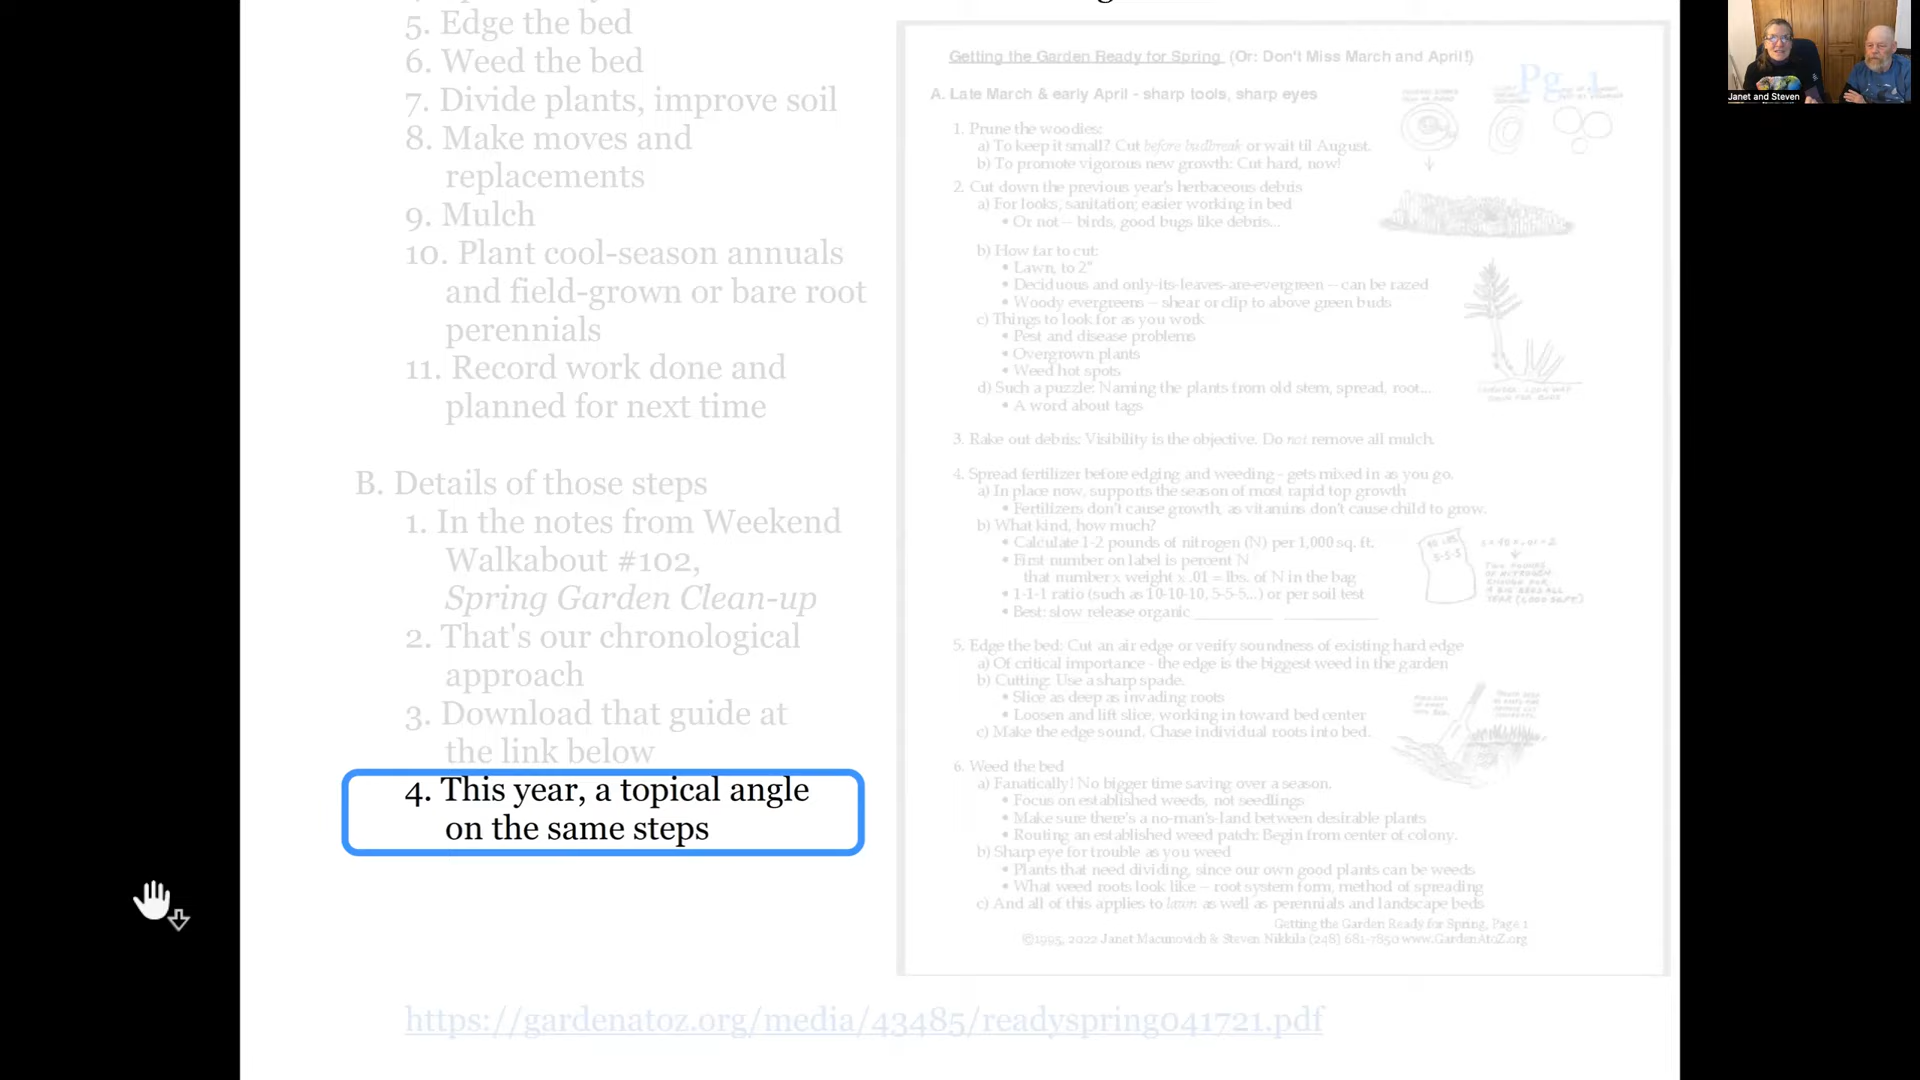 5. Edge the bed
6. Weed the bed
7. Divide plants, improve soil
8. Make moves and
replacements
9. Mulch
10. Plant cool-season annuals
and field-grown or bare root
perennials
11. Record work done and
planned for next time
B. Details of those steps
1. In the notes from Weekend
Walkabout #102,
Spring Garden Clean-up
2. That's our chronological
approach
3. Download that guide at
the link below
4. This year, a topical angle
on the same steps
https://gardenatoz.org/media/43485/readyspring041721.pdf
Getting the Garden Ready for Spring (Or: Don't Miss March and April!)
Pg. 1
A. Late March & early April - sharp tools, sharp eyes
1. Prune the woodies:
a) To keep it small? Cut before budbreak or wait til August.
b) To promote vigorous new growth: Cut hard, now!
2. Cut down the previous year's herbaceous debris
a) For looks, sanitation; easier working in bed
• Or not – birds, good bugs like debris...
b) How far to cut:
• Lawn, to 2"
• Deciduous and only-its-leaves-are-evergreen – can be razed
• Woody evergreens – shear or clip to above green buds
c) Things to look for as you work
• Pest and disease problems
• Overgrown plants
• Weed hot spots
d) Such a puzzle: Naming the plants from old stem, spread, root...
• A word about tags
3. Rake out debris: Visibility is the objective. Do not remove all mulch.
4. Spread fertilizer before edging and weeding - gets mixed in as you go.
a) In place now, supports the season of most rapid top growth
• Fertilizers don't cause growth, as vitamins don't cause child to grow.
b) What kind, how much?
• Calculate 1-2 pounds of nitrogen (N) per 1,000 sq. ft.
• First number on label is percent N
that number x weight x .01 = lbs. of N in the bag
• 1-1-1 ratio (such as 10-10-10, 5-5-5...) or per soil test
• Best: slow release organic
40 LBS
5-5-5
5. Edge the bed: Cut an air edge or verify soundness of existing hard edge
a) Of critical importance - the edge is the biggest weed in the garden
b) Cutting: Use a sharp spade.
• Slice as deep as invading roots
• Loosen and lift slice, working in toward bed center
c) Make the edge sound. Chase individual roots into bed.
6. Weed the bed
a) Fanatically! No bigger time saving over a season.
• Focus on established weeds, not seedlings
• Make sure there's a no-man's-land between desirable plants
• Routing an established weed patch: Begin from center of colony.
b) Sharp eye for trouble as you weed
• Plants that need dividing, since our own good plants can be weeds
• What weed roots look like – root system form, method of spreading
c) And all of this applies to lawn as well as perennials and landscape beds
Getting the Garden Ready for Spring, Page 1
©1995, 2022 Janet Macunovich & Steven Nikkila (248) 681-7850 www.GardenAtoZ.org
Janet and Steven